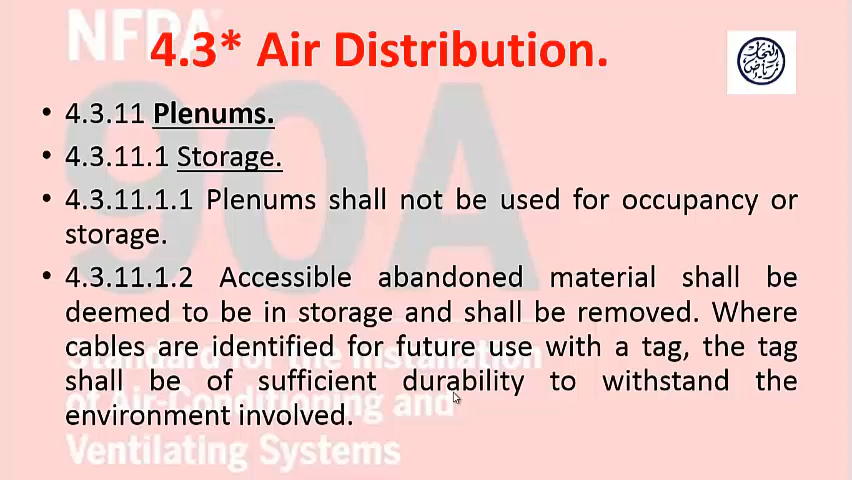 NFPA
4.3* Air Distribution.
90A
• 4.3.11 Plenums.
• 4.3.11.1 Storage.
• 4.3.11.1.1 Plenums shall not be used for occupancy or
storage.
• 4.3.11.1.2 Accessible abandoned material shall be
deemed to be in storage and shall be removed. Where
cables are identified for future use with a tag, the tag
shall be of sufficient durability to withstand the
environment involved.
Standard for the Installation
of Air-Conditioning and
Ventilating Systems